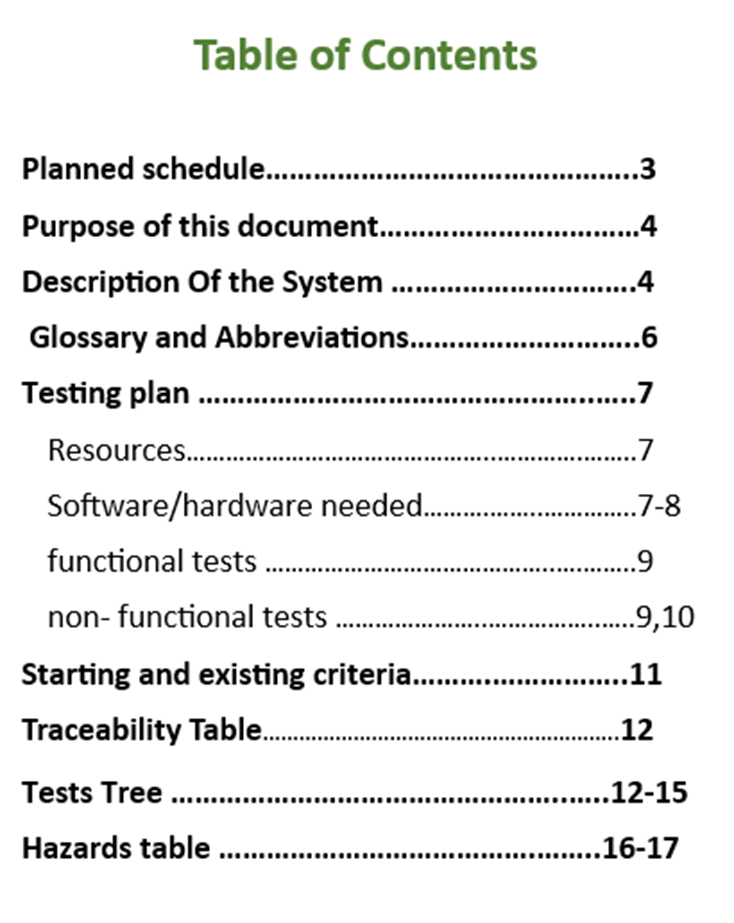 Table of Contents
Planned schedule..............................................3
Purpose of this document................................4
Description Of the System ..............................4
Glossary and Abbreviations............................6
Testing plan ......................................................7
Resources.........................................................7
Software/hardware needed................................7-8
functional tests .........................................................9
non- functional tests .............................................9,10
Starting and existing criteria...........................11
Traceability Table.......................................................12
Tests Tree ......................................................12-15
Hazards table ...............................................16-17